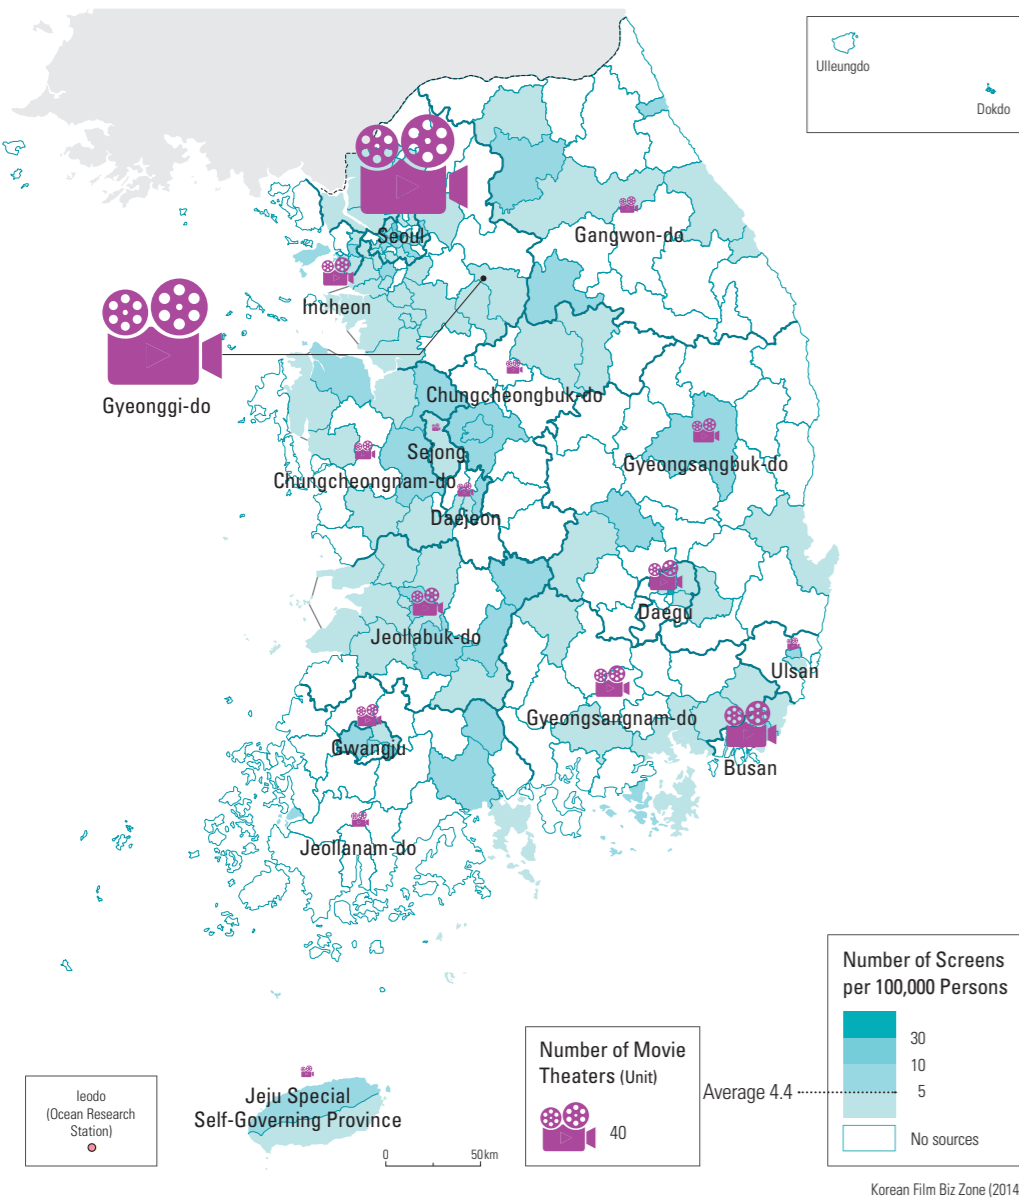 Ulleungdo
Dokdo
Seoul
Gangwon-do
Incheon
Gyeonggi-do
Chungcheongbuk-do
Sejong
Gyeongsangbuk-do
Chungcheongnam-do
Daejeon
Daegu
Jeollabuk-do
Ulsan
Gyeongsangnam-do
Gwangju
Busan
Jeollanam-do
Number of Screens
per 100,000 Persons
30
10
Average 4.4
5
No sources
Number of Movie
Theaters (Unit)
40
Jeju Special
Self-Governing Province
Ieodo
(Ocean Research
Station)
0
50km
Korean Film Biz Zone (2014